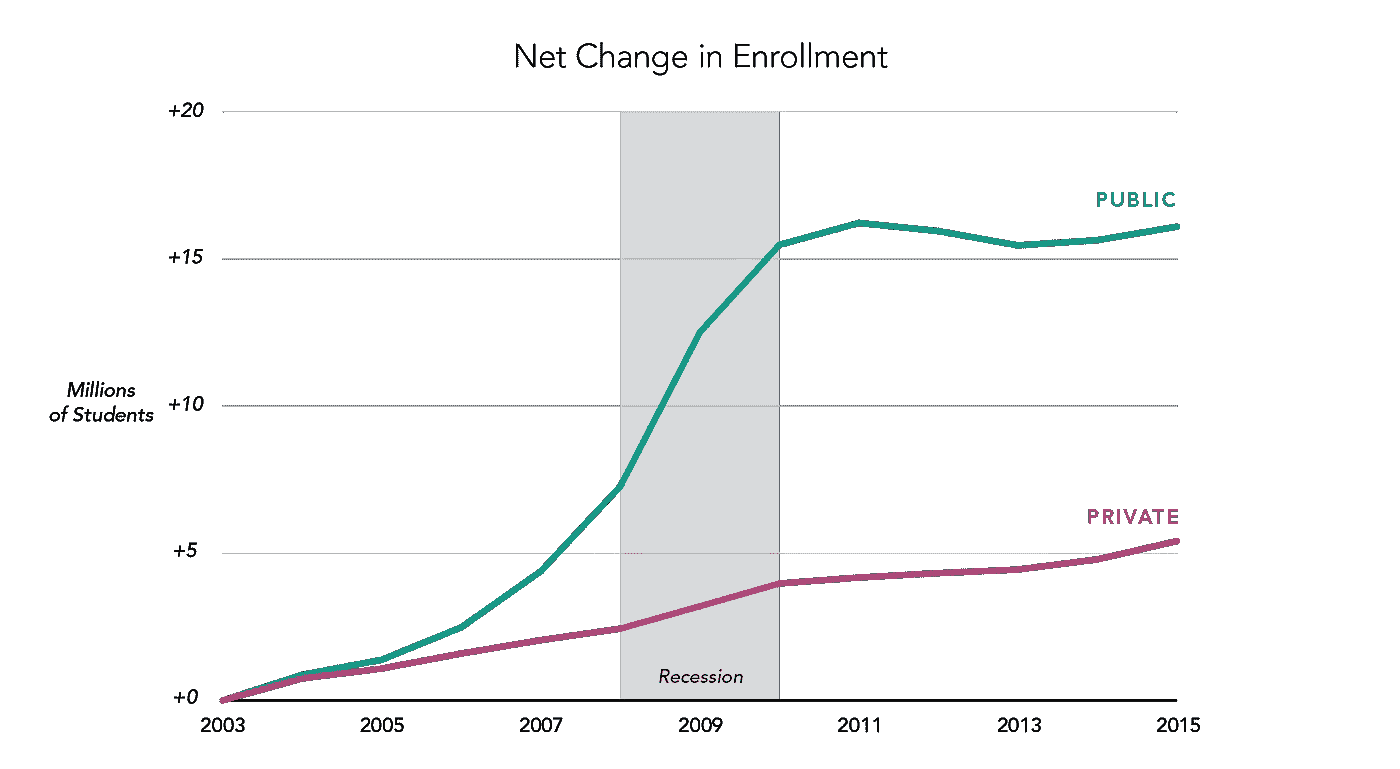 Net Change in Enrollment
+20
PUBLIC
+15
Millions
of Students
+10
PRIVATE
+5
Recession
+0
2003 2005 2007 2009 2011 2013 2015